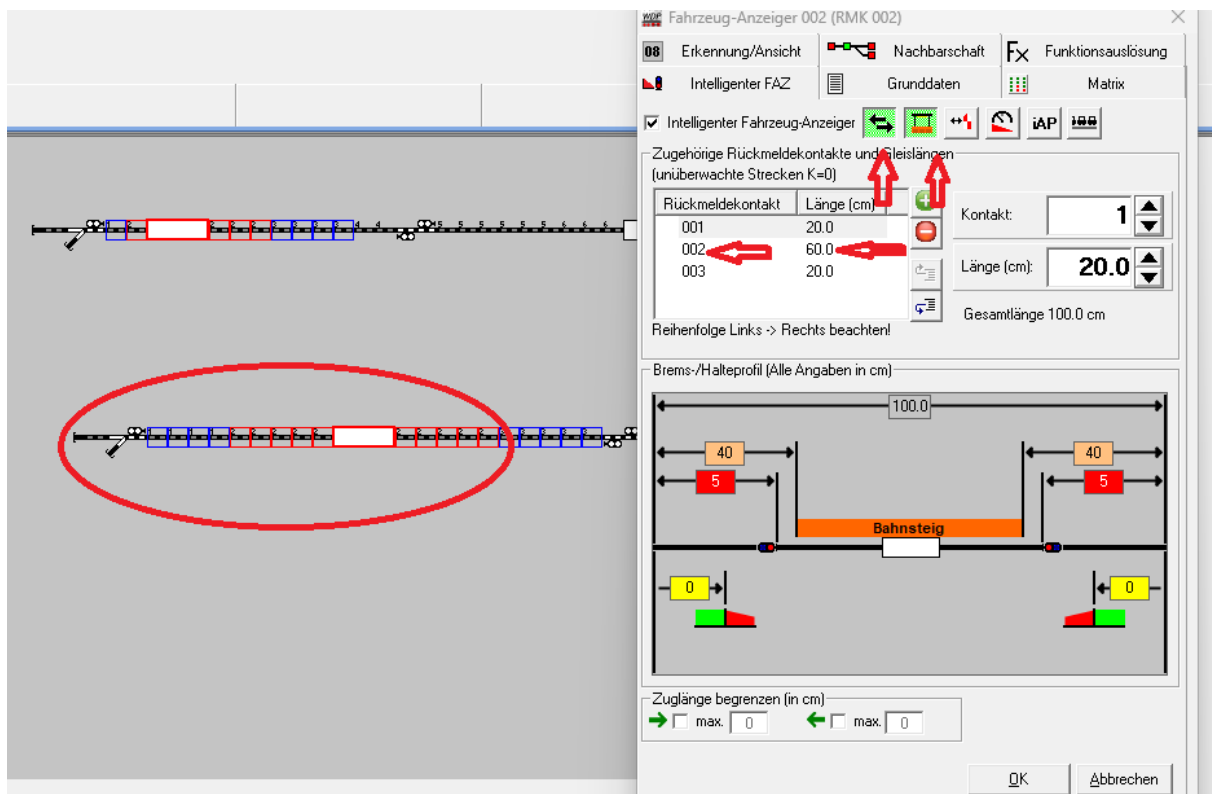 WDP Fahrzeug-Anzeiger 002 (RMK 002)
08 Erkennung/Ansicht Nachbarschaft Fx Funktionsauslösung
Intelligenter FAZ Grunddaten Matrix
Intelligenter Fahrzeug-Anzeiger iAP
Zugehörige Rückmeldekontakte und Gleislängen
(unüberwachte Strecken K=0)
Rückmeldekontakt Länge (cm)
001 20.0
002 60.0
003 20.0
Kontakt: 1
Länge (cm): 20.0
Gesamtlänge 100.0 cm
Reihenfolge Links -> Rechts beachten!
Brems-/Halteprofil (Alle Angaben in cm)
100.0
40 40
5 5
Bahnsteig
0 0
Zuglänge begrenzen (in cm)
max. 0 max. 0
OK Abbrechen